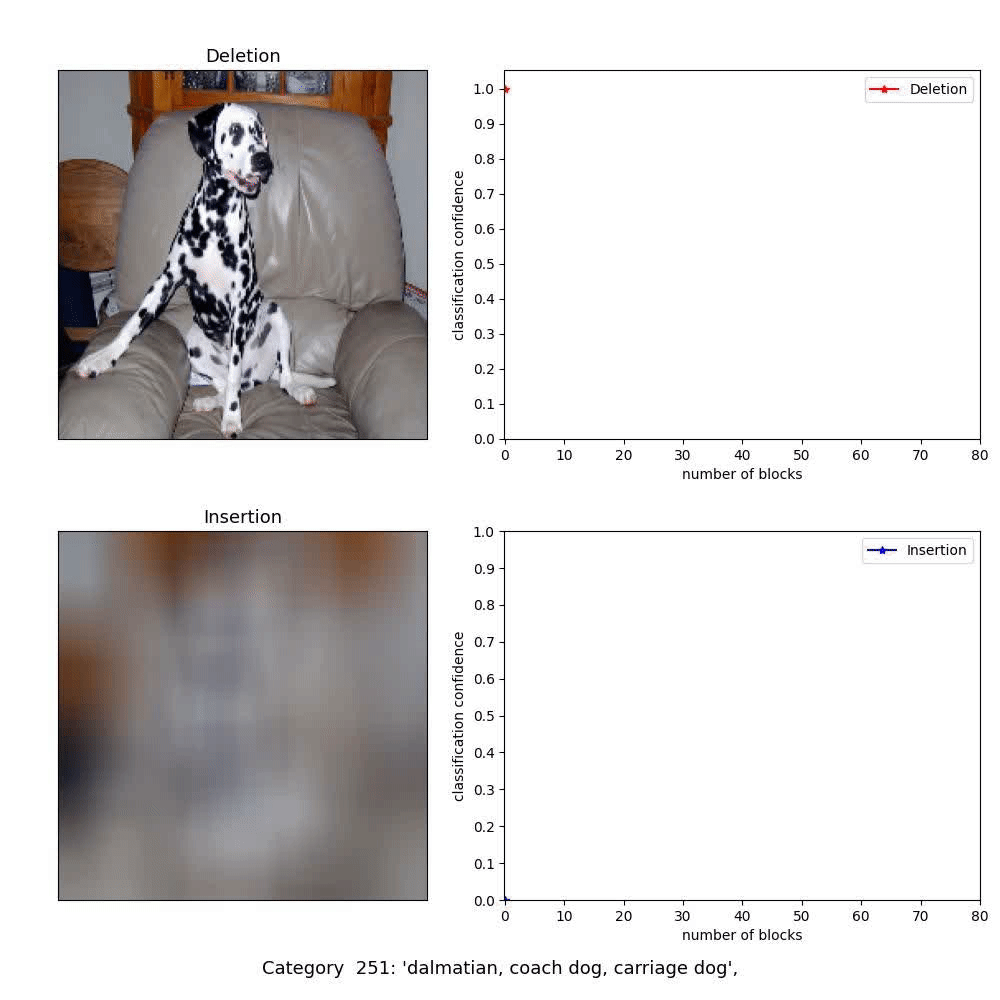 Deletion
1.0
0.9
0.8
0.7
0.6
0.5
0.4
0.3
0.2
0.1
0.0
classification confidence
Deletion
0 10 20 30 40 50 60 70 80
number of blocks
Insertion
1.0
0.9
0.8
0.7
0.6
0.5
0.4
0.3
0.2
0.1
0.0
classification confidence
Insertion
0 10 20 30 40 50 60 70 80
number of blocks
Category  251: 'dalmatian, coach dog, carriage dog',